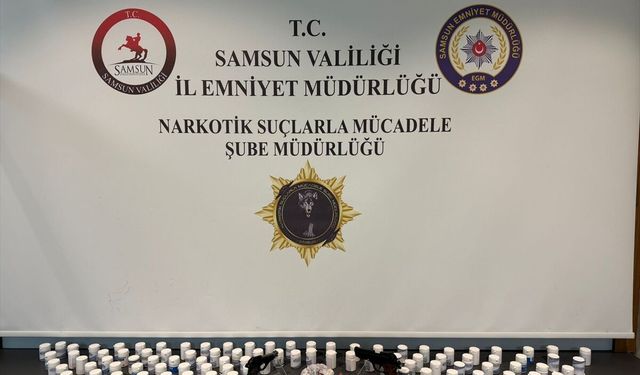 T.C.
SAMSUN
SAMSUN VALİLİĞİ
T.C.
SAMSUN VALİLİĞİ
İL EMNİYET MÜDÜRLÜĞÜ
NARKOTİK SUÇLARLA MÜCADELE
ŞUBE MÜDÜRLÜĞÜ
SAMSUN EMNİYET MÜDÜRLÜĞÜ
EGM